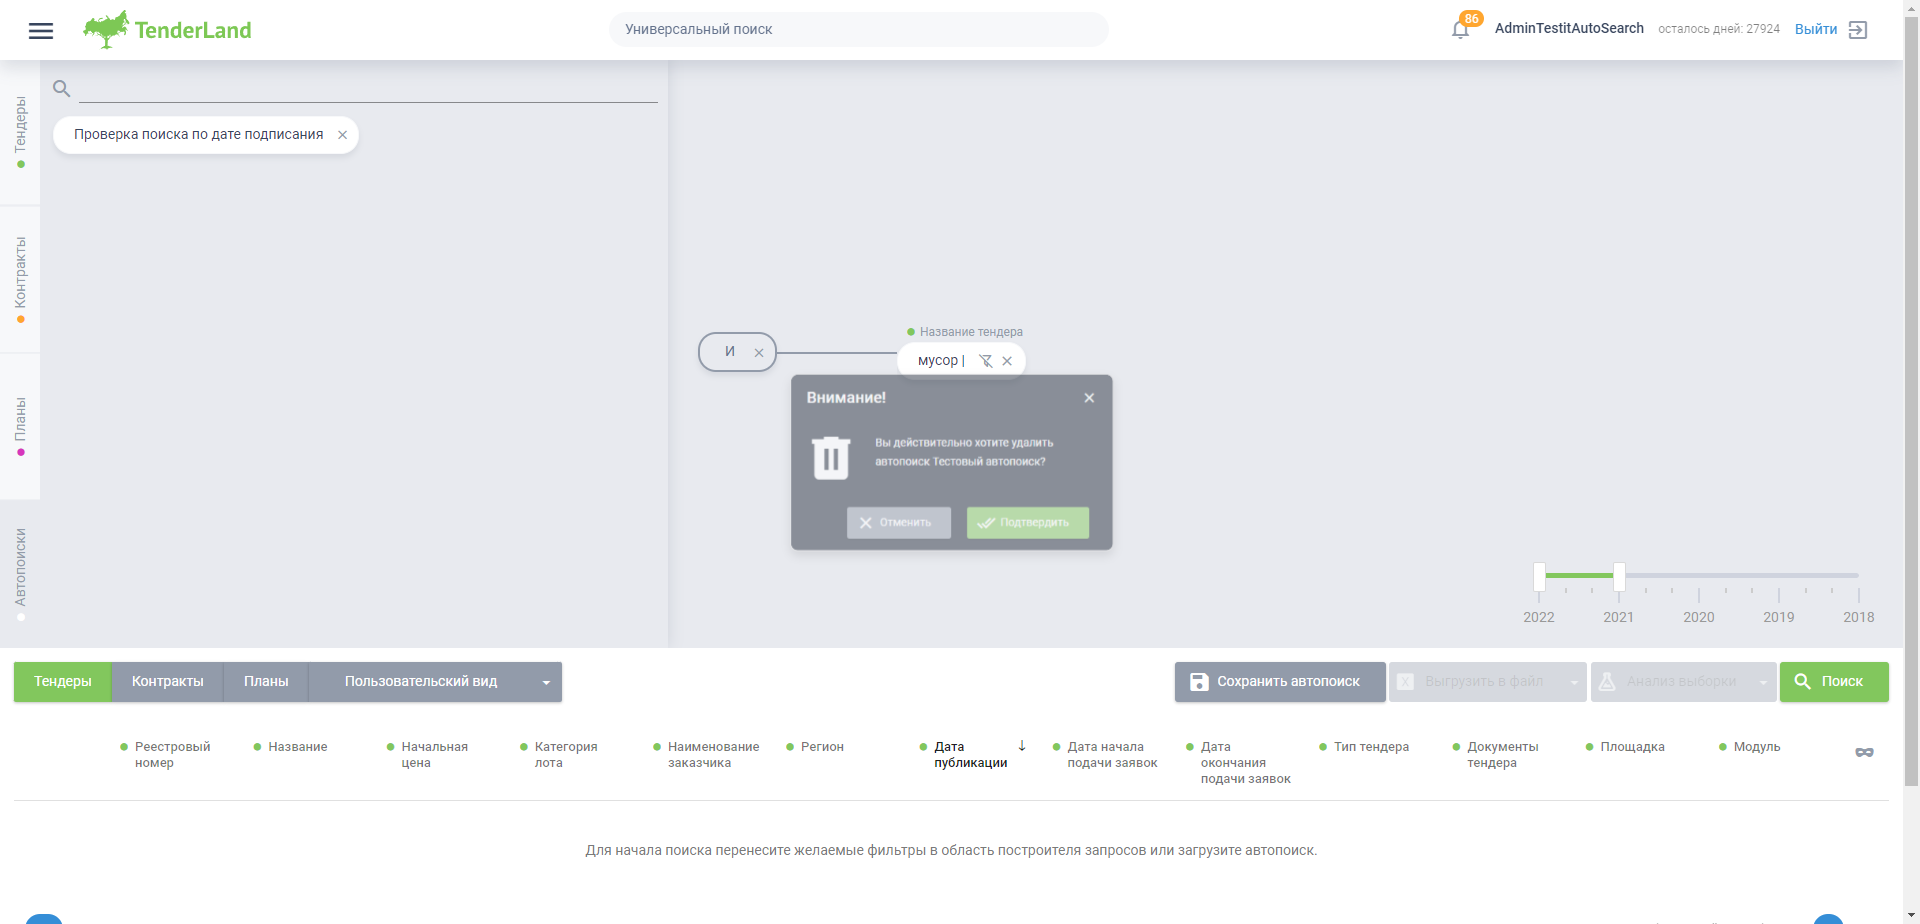 TenderLand
Универсальный поиск
86
AdminTestitAutoSearch
осталось дней: 27924
Выйти
Тендеры
Контракты
Планы
Автопоиски
Проверка поиска по дате подписания
Название тендера
И
мусор |
Внимание!
Вы действительно хотите удалить
автопоиск Тестовый автопоиск?
Отменить
Подтвердить
2022
2021
2020
2019
2018
Тендеры
Контракты
Планы
Пользовательский вид
Сохранить автопоиск
Выгрузить в файл
Анализ выборки
Поиск
Реестровый
номер
Название
Начальная
цена
Категория
лота
Наименование
заказчика
Регион
Дата
публикации
Дата начала
подачи заявок
Дата
окончания
подачи заявок
Тип тендера
Документы
тендера
Площадка
Модуль
Для начала поиска перенесите желаемые фильтры в область построителя запросов или загрузите автопоиск.